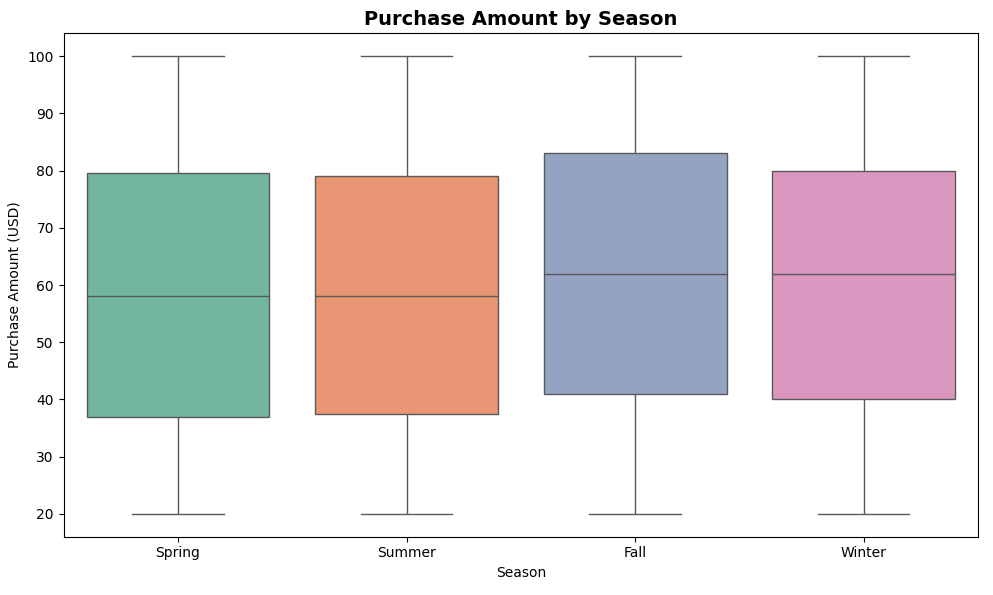 Purchase Amount by Season
Purchase Amount (USD)
100
90
80
70
60
50
40
30
20
Spring Summer Fall Winter
Season